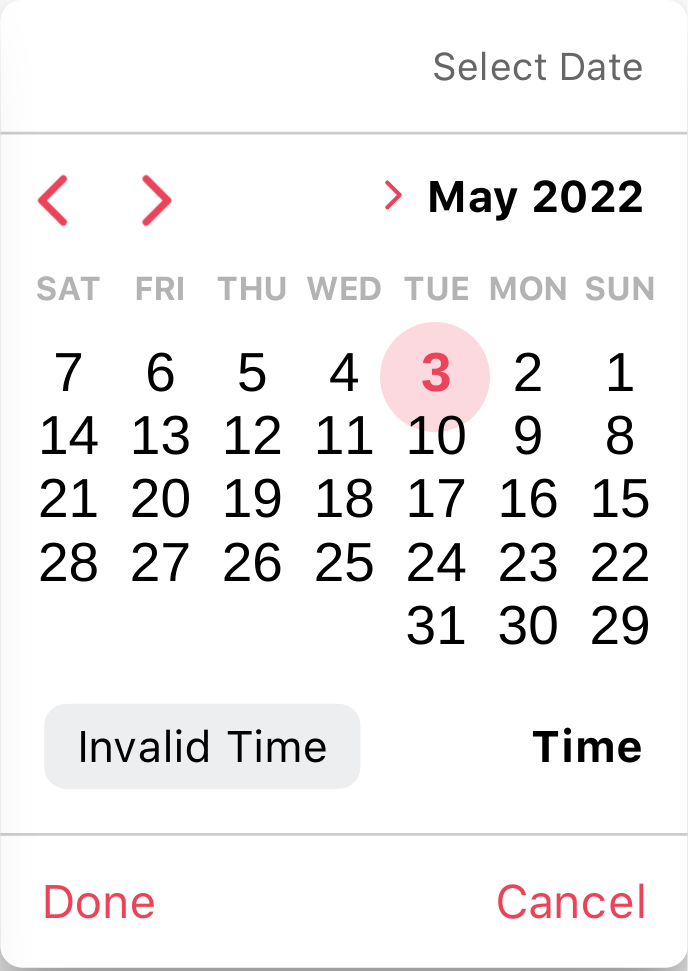 Select Date
May 2022
SAT FRI THU WED TUE MON SUN
7 6 5 4 3 2 1
14 13 12 11 10 9 8
21 20 19 18 17 16 15
28 27 26 25 24 23 22
31 30 29
Invalid Time Time
Done Cancel